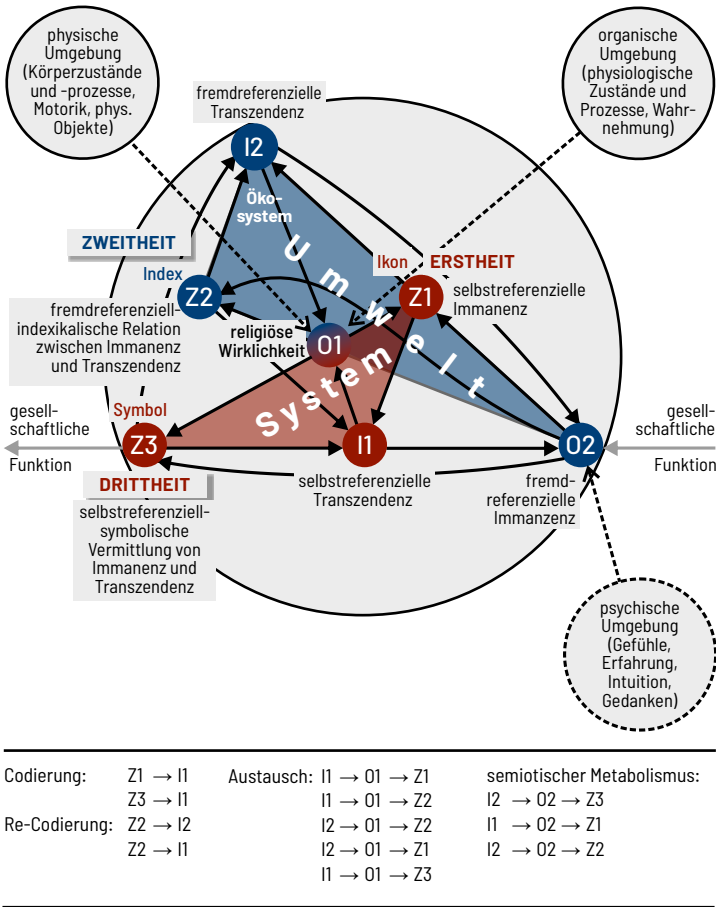 physische
Umgebung
(Körperzustände
und -prozesse,
Motorik, phys.
Objekte)
organische
Umgebung
(physiologische
Zustände und
Prozesse, Wahr-
nehmung)
fremdreferenzielle
Transzendenz
I2
Öko-
system
Umwelt
ZWEITHEIT
Index
Z2
Ikon
ERSTHEIT
Z1
selbstreferenzielle
Immanenz
fremdreferenziell-
indexikalische Relation
zwischen Immanenz
und Transzendenz
religiöse
Wirklichkeit
O1
System
gesell-
schaftliche
Funktion
Symbol
Z3
I1
O2
gesell-
schaftliche
Funktion
DRITTHEIT
selbstreferenzielle
Transzendenz
fremd-
referenzielle
Immanzenz
selbstreferenziell-
symbolische
Vermittlung von
Immanenz und
Transzendenz
psychische
Umgebung
(Gefühle,
Erfahrung,
Intuition,
Gedanken)
Codierung: Z1 → I1
Z3 → I1
Re-Codierung: Z2 → I2
Z2 → I1
Austausch: I1 → O1 → Z1
I1 → O1 → Z2
I2 → O1 → Z2
I2 → O1 → Z1
I1 → O1 → Z3
semiotischer Metabolismus:
I2 → O2 → Z3
I1 → O2 → Z1
I2 → O2 → Z2